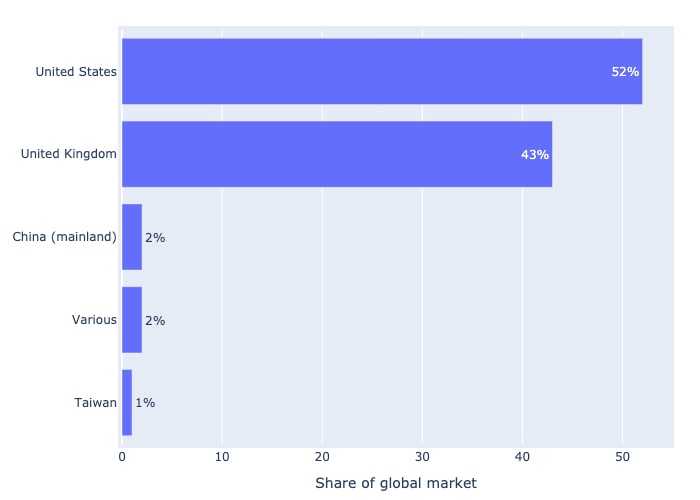 United States 52%
United Kingdom 43%
China (mainland) 2%
Various 2%
Taiwan 1%
0 10 20 30 40 50
Share of global market